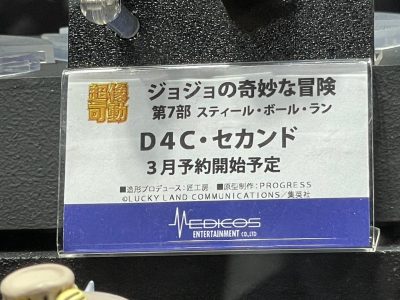 超像可動
ジョジョの奇妙な冒険
第7部 スティール・ボール・ラン
D4C・セカンド
3月予約開始予定
■造形プロデュース：匠工房 ■原型制作：PROGRESS
©LUCKY LAND COMMUNICATIONS／集英社
MEDICOS
ENTERTAINMENT CO.,LTD